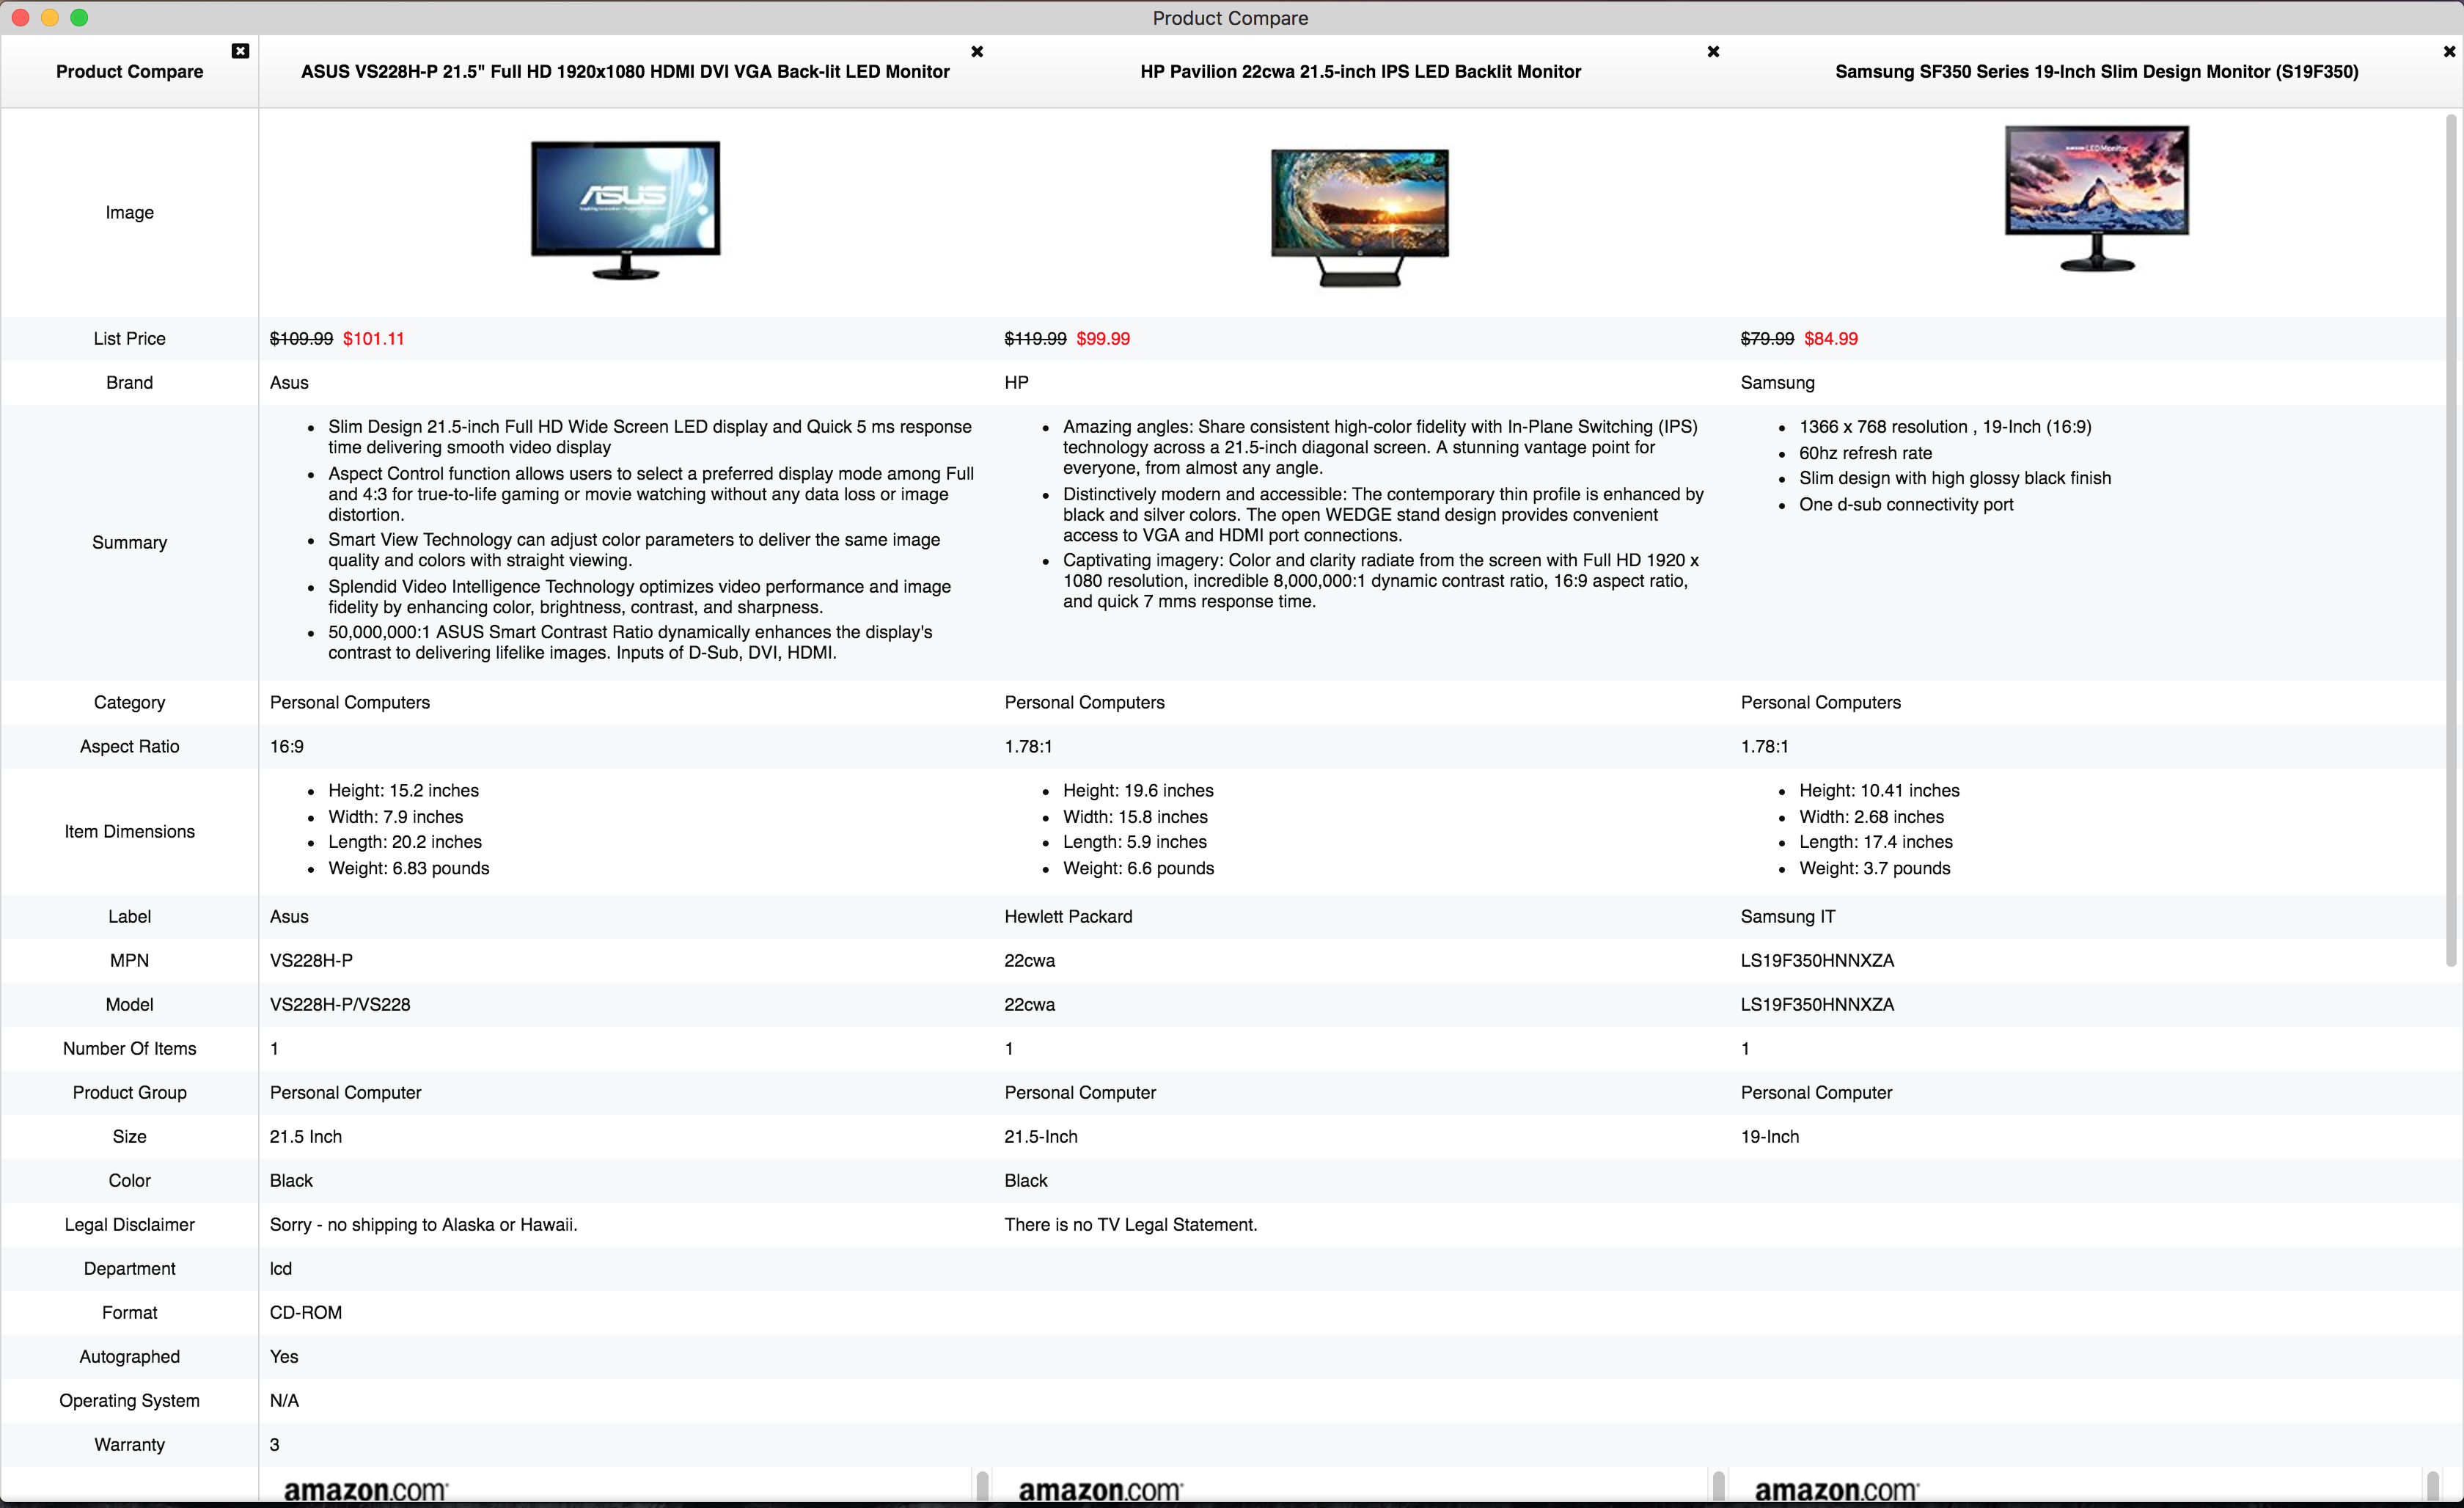 Product Compare
Product Compare
ASUS VS228H-P 21.5" Full HD 1920x1080 HDMI DVI VGA Back-lit LED Monitor
HP Pavilion 22cwa 21.5-inch IPS LED Backlit Monitor
Samsung SF350 Series 19-Inch Slim Design Monitor (S19F350)
Image
ASUS
SAMSUNG LED Monitor
List Price
$109.99 $101.11
$119.99 $99.99
$79.99 $84.99
Brand
Asus
HP
Samsung
Summary
• Slim Design 21.5-inch Full HD Wide Screen LED display and Quick 5 ms response
time delivering smooth video display
• Aspect Control function allows users to select a preferred display mode among Full
and 4:3 for true-to-life gaming or movie watching without any data loss or image
distortion.
• Smart View Technology can adjust color parameters to deliver the same image
quality and colors with straight viewing.
• Splendid Video Intelligence Technology optimizes video performance and image
fidelity by enhancing color, brightness, contrast, and sharpness.
• 50,000,000:1 ASUS Smart Contrast Ratio dynamically enhances the display's
contrast to delivering lifelike images. Inputs of D-Sub, DVI, HDMI.
• Amazing angles: Share consistent high-color fidelity with In-Plane Switching (IPS)
technology across a 21.5-inch diagonal screen. A stunning vantage point for
everyone, from almost any angle.
• Distinctively modern and accessible: The contemporary thin profile is enhanced by
black and silver colors. The open WEDGE stand design provides convenient
access to VGA and HDMI port connections.
• Captivating imagery: Color and clarity radiate from the screen with Full HD 1920 x
1080 resolution, incredible 8,000,000:1 dynamic contrast ratio, 16:9 aspect ratio,
and quick 7 mms response time.
• 1366 x 768 resolution , 19-Inch (16:9)
• 60hz refresh rate
• Slim design with high glossy black finish
• One d-sub connectivity port
Category
Personal Computers
Personal Computers
Personal Computers
Aspect Ratio
16:9
1.78:1
1.78:1
Item Dimensions
• Height: 15.2 inches
• Width: 7.9 inches
• Length: 20.2 inches
• Weight: 6.83 pounds
• Height: 19.6 inches
• Width: 15.8 inches
• Length: 5.9 inches
• Weight: 6.6 pounds
• Height: 10.41 inches
• Width: 2.68 inches
• Length: 17.4 inches
• Weight: 3.7 pounds
Label
Asus
Hewlett Packard
Samsung IT
MPN
VS228H-P
22cwa
LS19F350HNNXZA
Model
VS228H-P/VS228
22cwa
LS19F350HNNXZA
Number Of Items
1
1
1
Product Group
Personal Computer
Personal Computer
Personal Computer
Size
21.5 Inch
21.5-Inch
19-Inch
Color
Black
Black
Legal Disclaimer
Sorry - no shipping to Alaska or Hawaii.
There is no TV Legal Statement.
Department
lcd
Format
CD-ROM
Autographed
Yes
Operating System
N/A
Warranty
3
amazon.com
amazon.com
amazon.com